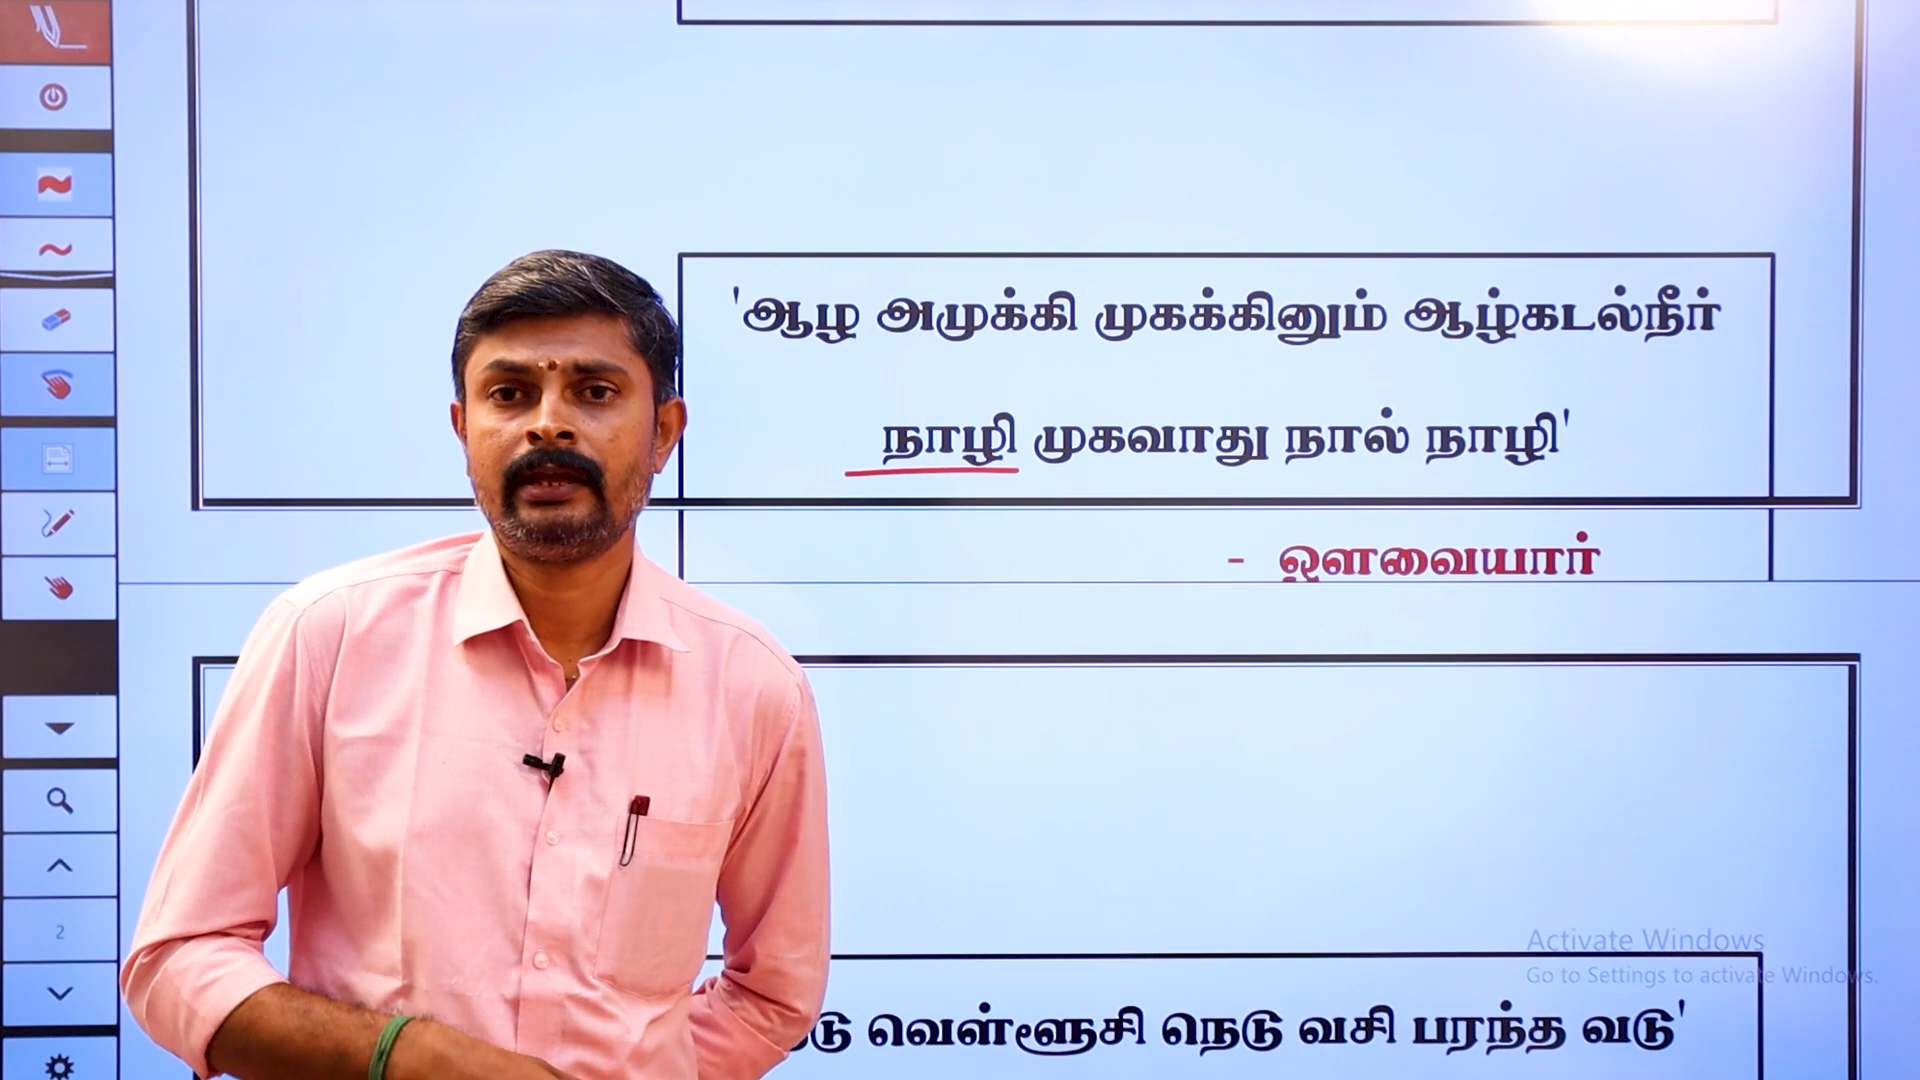 'ஆழ அமுக்கி முகக்கினும் ஆழ்கடல்நீர்
நாழி முகவாது நால் நாழி'
- ஔவையார்
Activate Windows
Go to Settings to activate Windows.
2
வெள்ளூசி நெடு வசி பரந்த வடு'